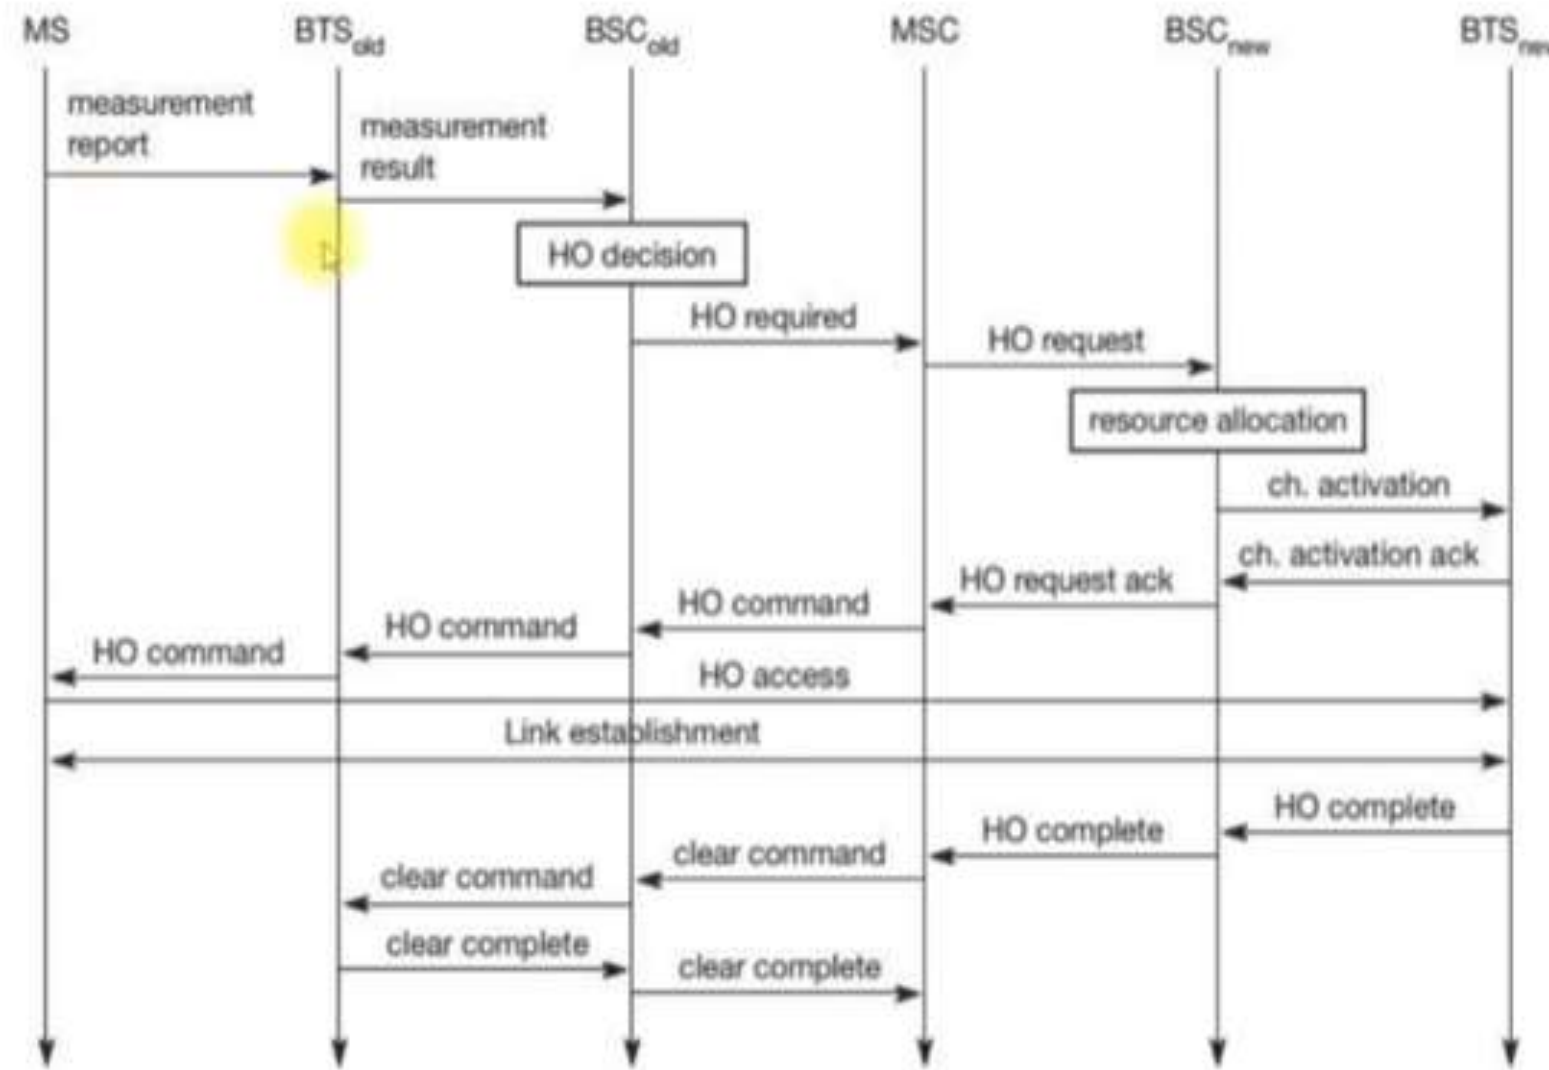 MS BTSold BSCold MSC BSCnew BTSnew
measurement
report
measurement
result
HO decision
HO required
HO request
resource allocation
ch. activation
ch. activation ack
HO request ack
HO command
HO command
HO command
HO access
Link establishment
HO complete
HO complete
clear command
clear command
clear complete
clear complete